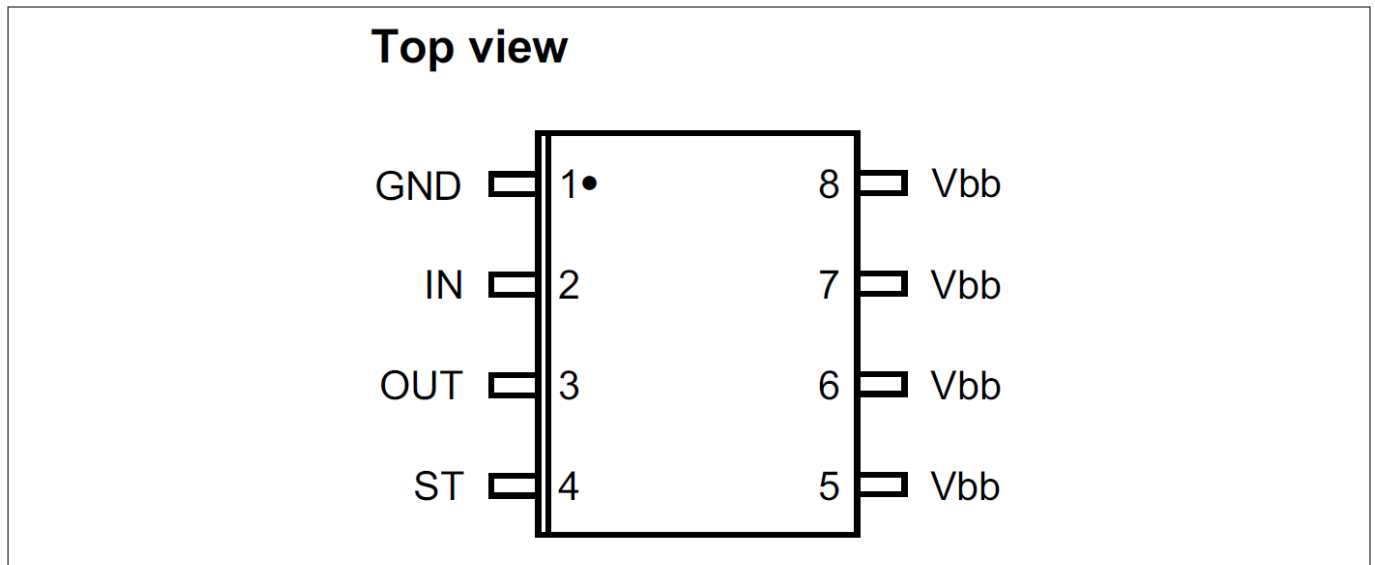 Top view
GND 1• 8 Vbb
IN 2 7 Vbb
OUT 3 6 Vbb
ST 4 5 Vbb